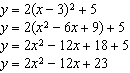 y = 2(x − 3)² + 5
y = 2(x² − 6x + 9) + 5
y = 2x² − 12x + 18 + 5
y = 2x² − 12x + 23